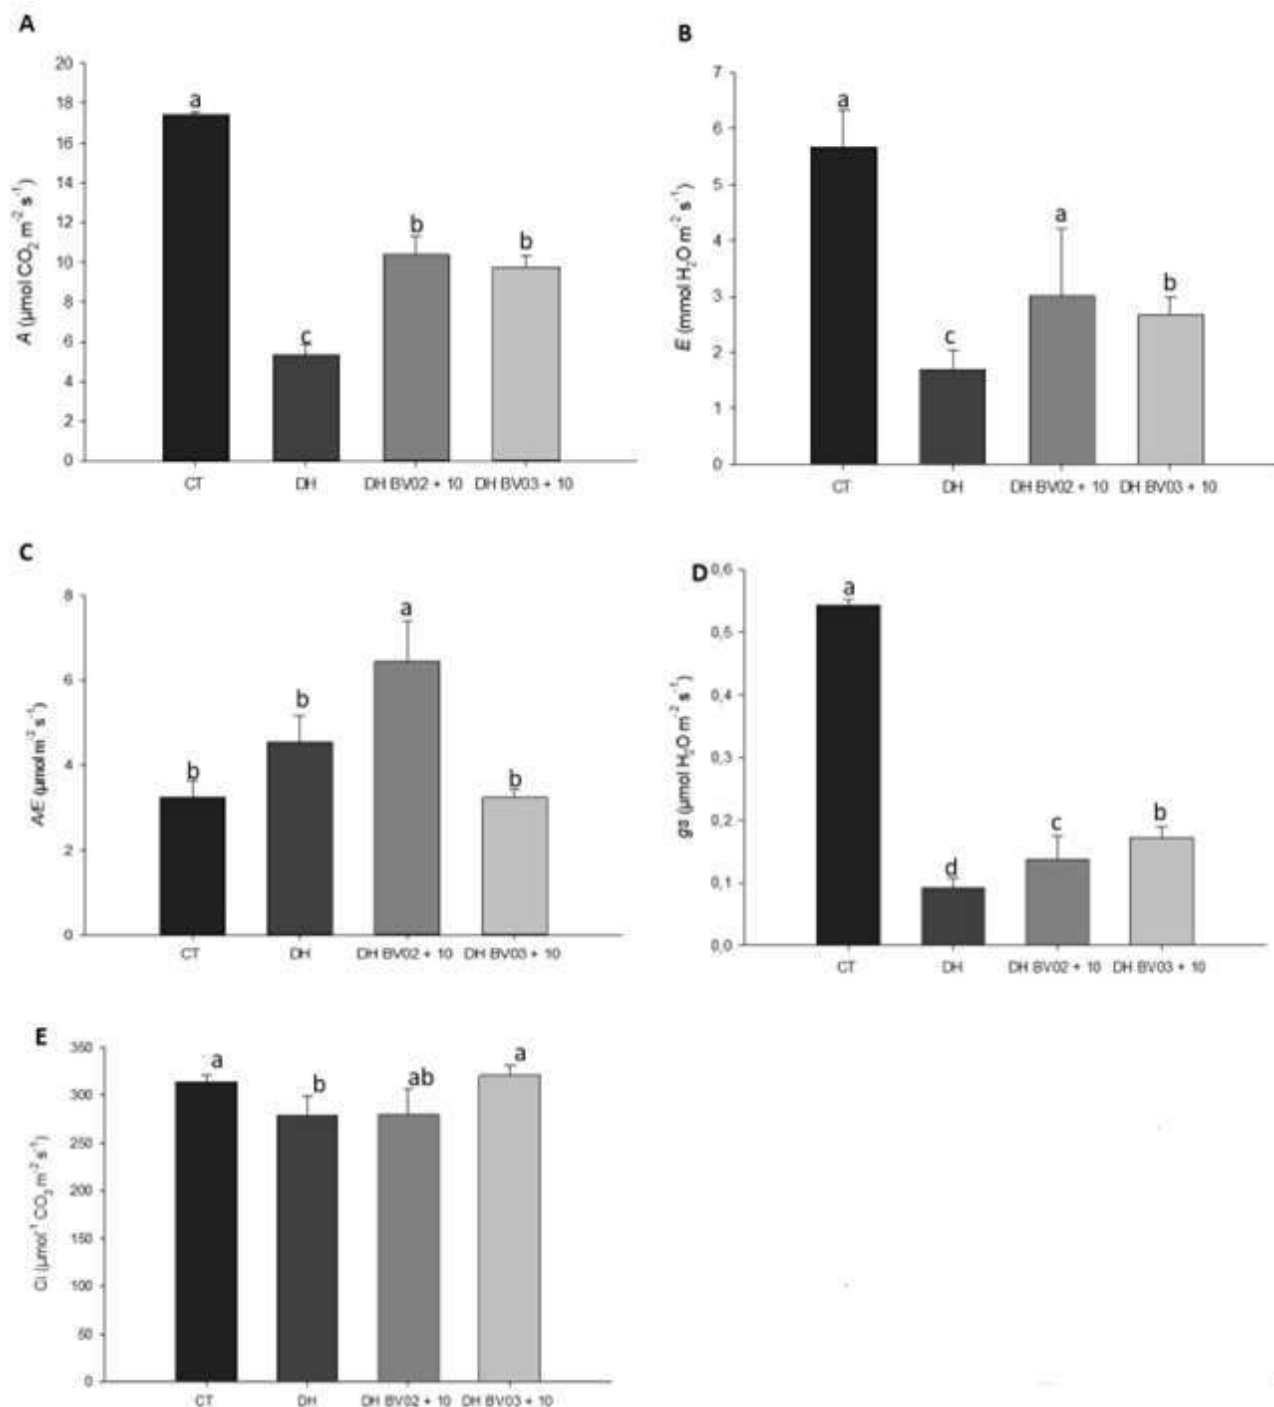 A
20
18
16
14
12
10
8
6
4
2
0
A (µmol CO2 m-2 s-1)
a
c
b
b
CT
DH
DH BV02 + 10
DH BV03 + 10
B
7
6
5
4
3
2
1
0
E (mmol H2O m-2 s-1)
a
c
a
b
CT
DH
DH BV02 + 10
DH BV03 + 10
C
8
6
4
2
0
A/E (µmol m-2 s-1)
b
b
a
b
CT
DH
DH BV02 + 10
DH BV03 + 10
D
0,6
0,5
0,4
0,3
0,2
0,1
0,0
gs (µmol H2O m-2 s-1)
a
d
c
b
CT
DH
DH BV02 + 10
DH BV03 + 10
E
350
300
250
200
150
100
50
0
Ci (µmol-1 CO2 m-2 s-1)
a
b
ab
a
CT
DH
DH BV02 + 10
DH BV03 + 10